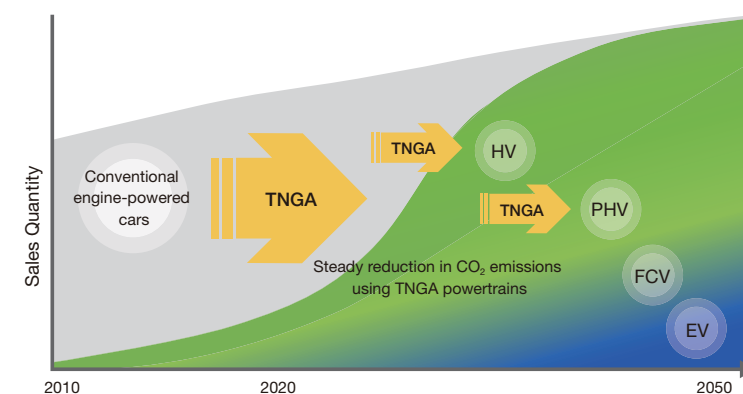 Sales Quantity
Conventional
engine-powered
cars
TNGA
TNGA
HV
TNGA
PHV
Steady reduction in CO₂ emissions
using TNGA powertrains
FCV
EV
2010
2020
2050